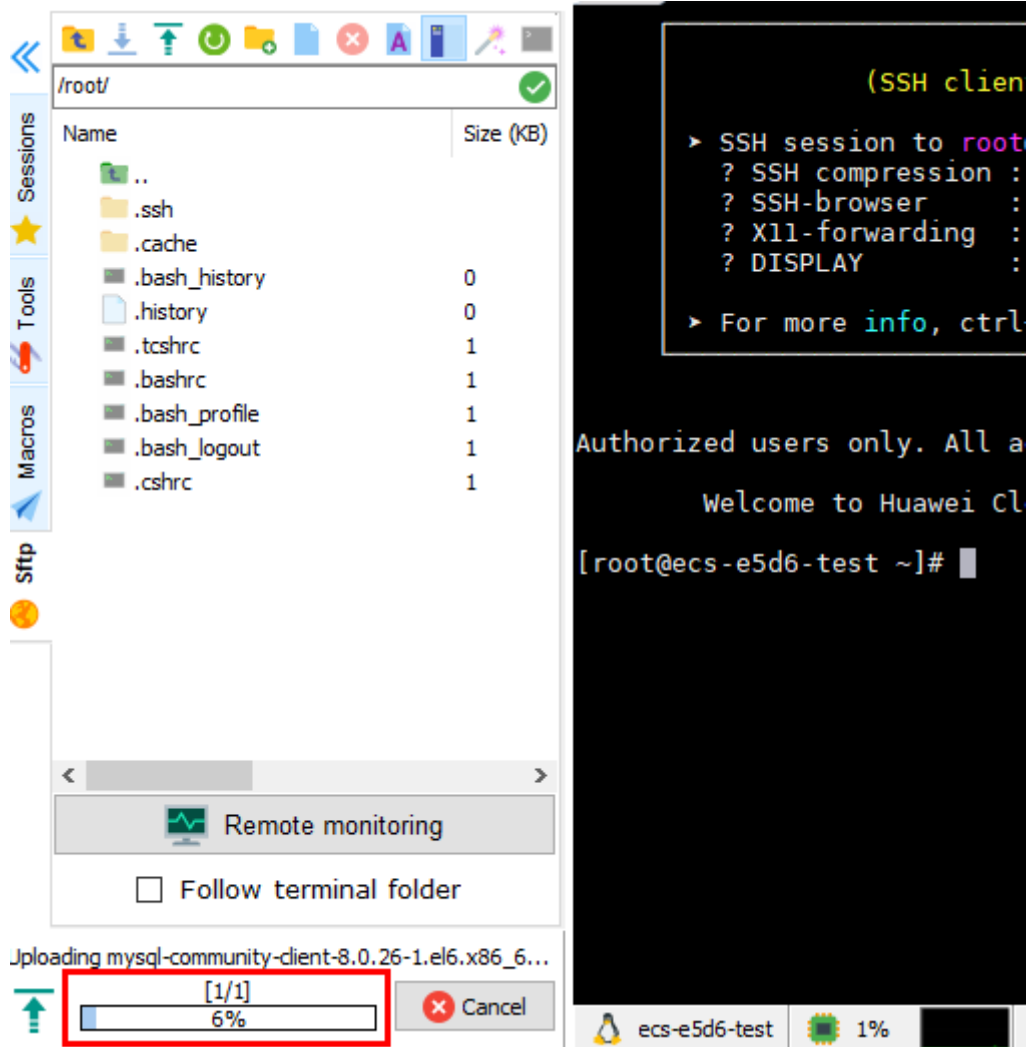 /root/
Name Size (KB)
..
.ssh
.cache
.bash_history 0
.history 0
.tcshrc 1
.bashrc 1
.bash_profile 1
.bash_logout 1
.cshrc 1
Sessions
Tools
Macros
Sftp
Remote monitoring
Follow terminal folder
Uploading mysql-community-client-8.0.26-1.el6.x86_6...
[1/1]
6%
Cancel
(SSH clien
➤ SSH session to root
? SSH compression :
? SSH-browser :
? X11-forwarding :
? DISPLAY :
➤ For more info, ctrl
Authorized users only. All a
Welcome to Huawei Cl
[root@ecs-e5d6-test ~]#
ecs-e5d6-test 1%